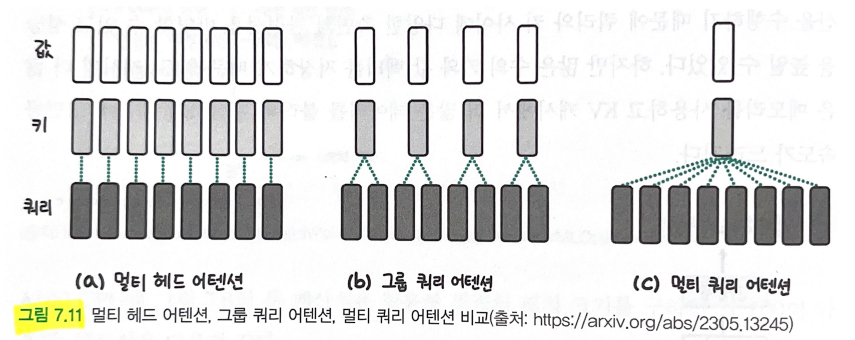 값
키
쿼리
(a) 멀티 헤드 어텐션
(b) 그룹 쿼리 어텐션
(c) 멀티 쿼리 어텐션
그림 7.11 멀티 헤드 어텐션, 그룹 쿼리 어텐션, 멀티 쿼리 어텐션 비교(출처: https://arxiv.org/abs/2305.13245)